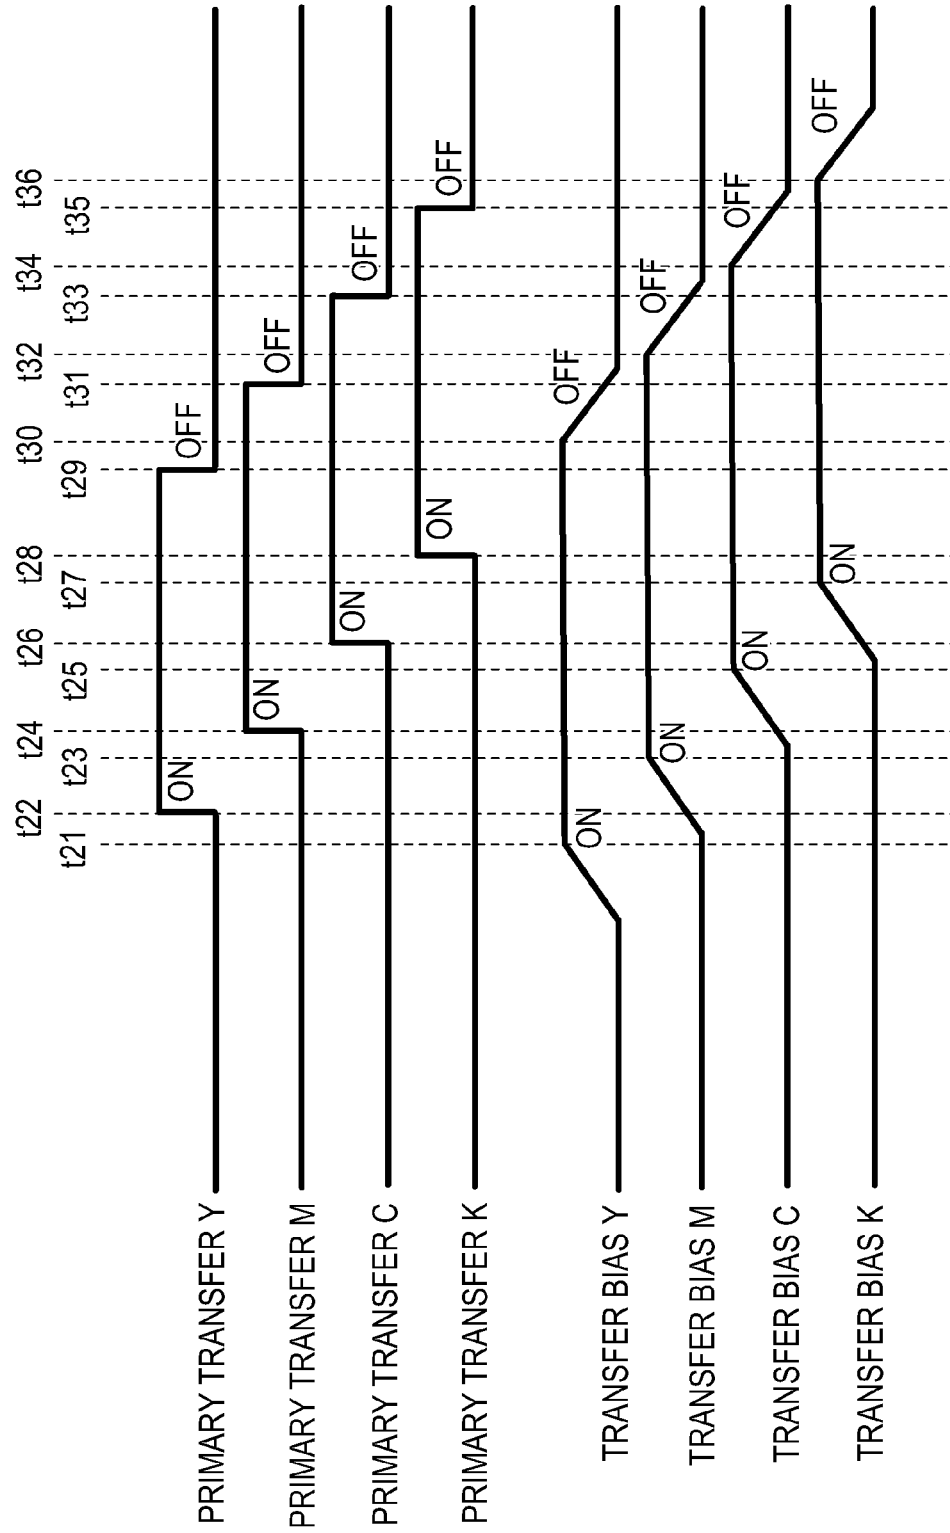 t22 t24 t26 t28 t30 t32 t34 t36
t21 t23 t25 t27 t29 t31 t33 t35
PRIMARY TRANSFER Y ON OFF
PRIMARY TRANSFER M ON OFF
PRIMARY TRANSFER C ON OFF
PRIMARY TRANSFER K ON OFF
TRANSFER BIAS Y ON OFF
TRANSFER BIAS M ON OFF
TRANSFER BIAS C ON OFF
TRANSFER BIAS K ON OFF